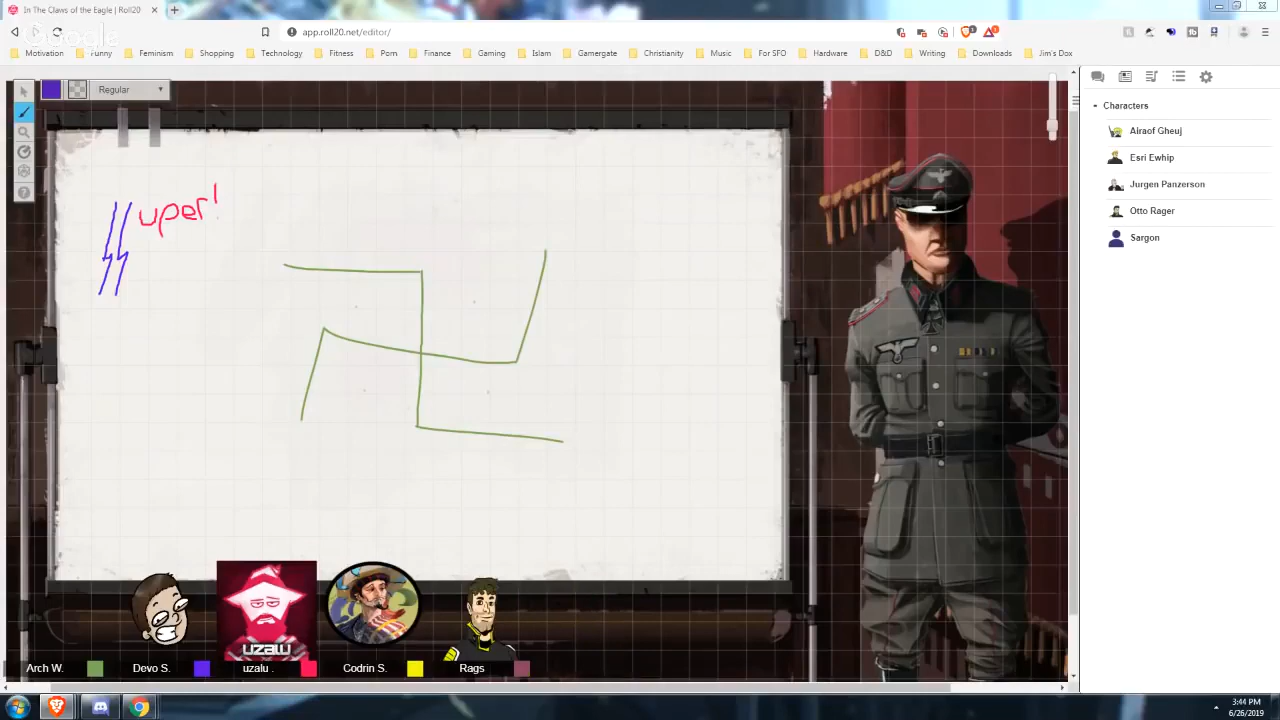 In The Claws of the Eagle | Roll20
app.roll20.net/editor/
Google
Motivation Funny Feminism Shopping Technology Fitness Porn Finance Gaming Islam Gamergate Christianity Music For SFO Hardware D&D Writing Downloads Jim's Dox
Regular
Characters
Airaof Gheuj
Esri Ewhip
Jurgen Panzerson
Otto Rager
Sargon
uper
uzalu
Arch W. Devo S. uzalu Codrin S. Rags
3:44 PM
6/26/2019